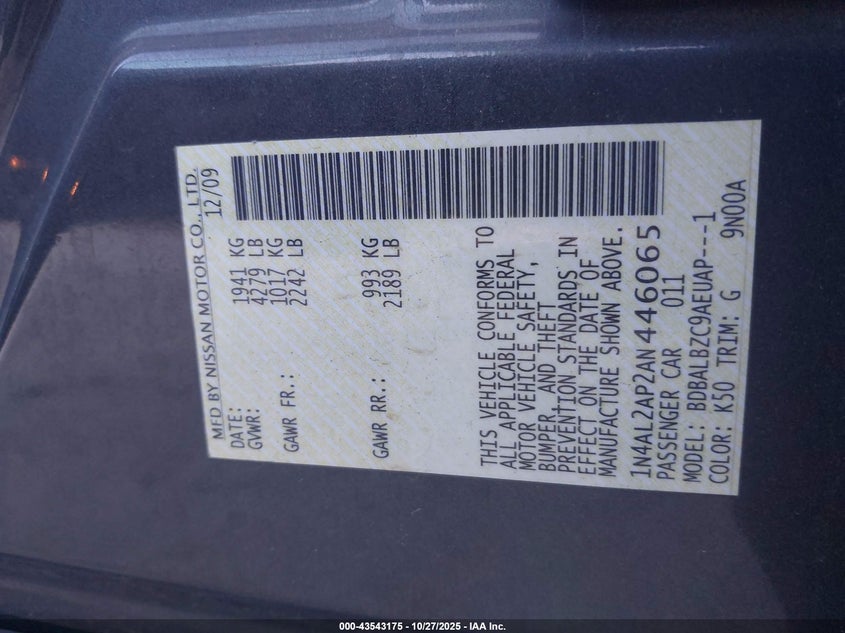 MFD BY NISSAN MOTOR CO., LTD.
DATE: 12/09
GVWR: 1941 KG
4279 LB
GAWR FR.: 1017 KG
2242 LB
GAWR RR.: 993 KG
2189 LB
THIS VEHICLE CONFORMS TO
ALL APPLICABLE FEDERAL
MOTOR VEHICLE SAFETY,
BUMPER, AND THEFT
PREVENTION STANDARDS IN
EFFECT ON THE DATE OF
MANUFACTURE SHOWN ABOVE.
1N4AL2AP2AN446065
PASSENGER CAR 011
MODEL: BDBALBZC9AEUAP---1
COLOR: K50 TRIM: G 9N00A
000-43543175 - 10/27/2025 - IAA Inc.